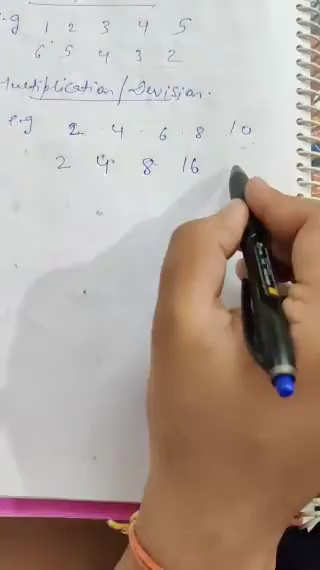 e.g 1 2 3 4 5
6 5 4 3 2
Multiplication/Devision.
e.g 2 4 6 8 10
2 4 8 16